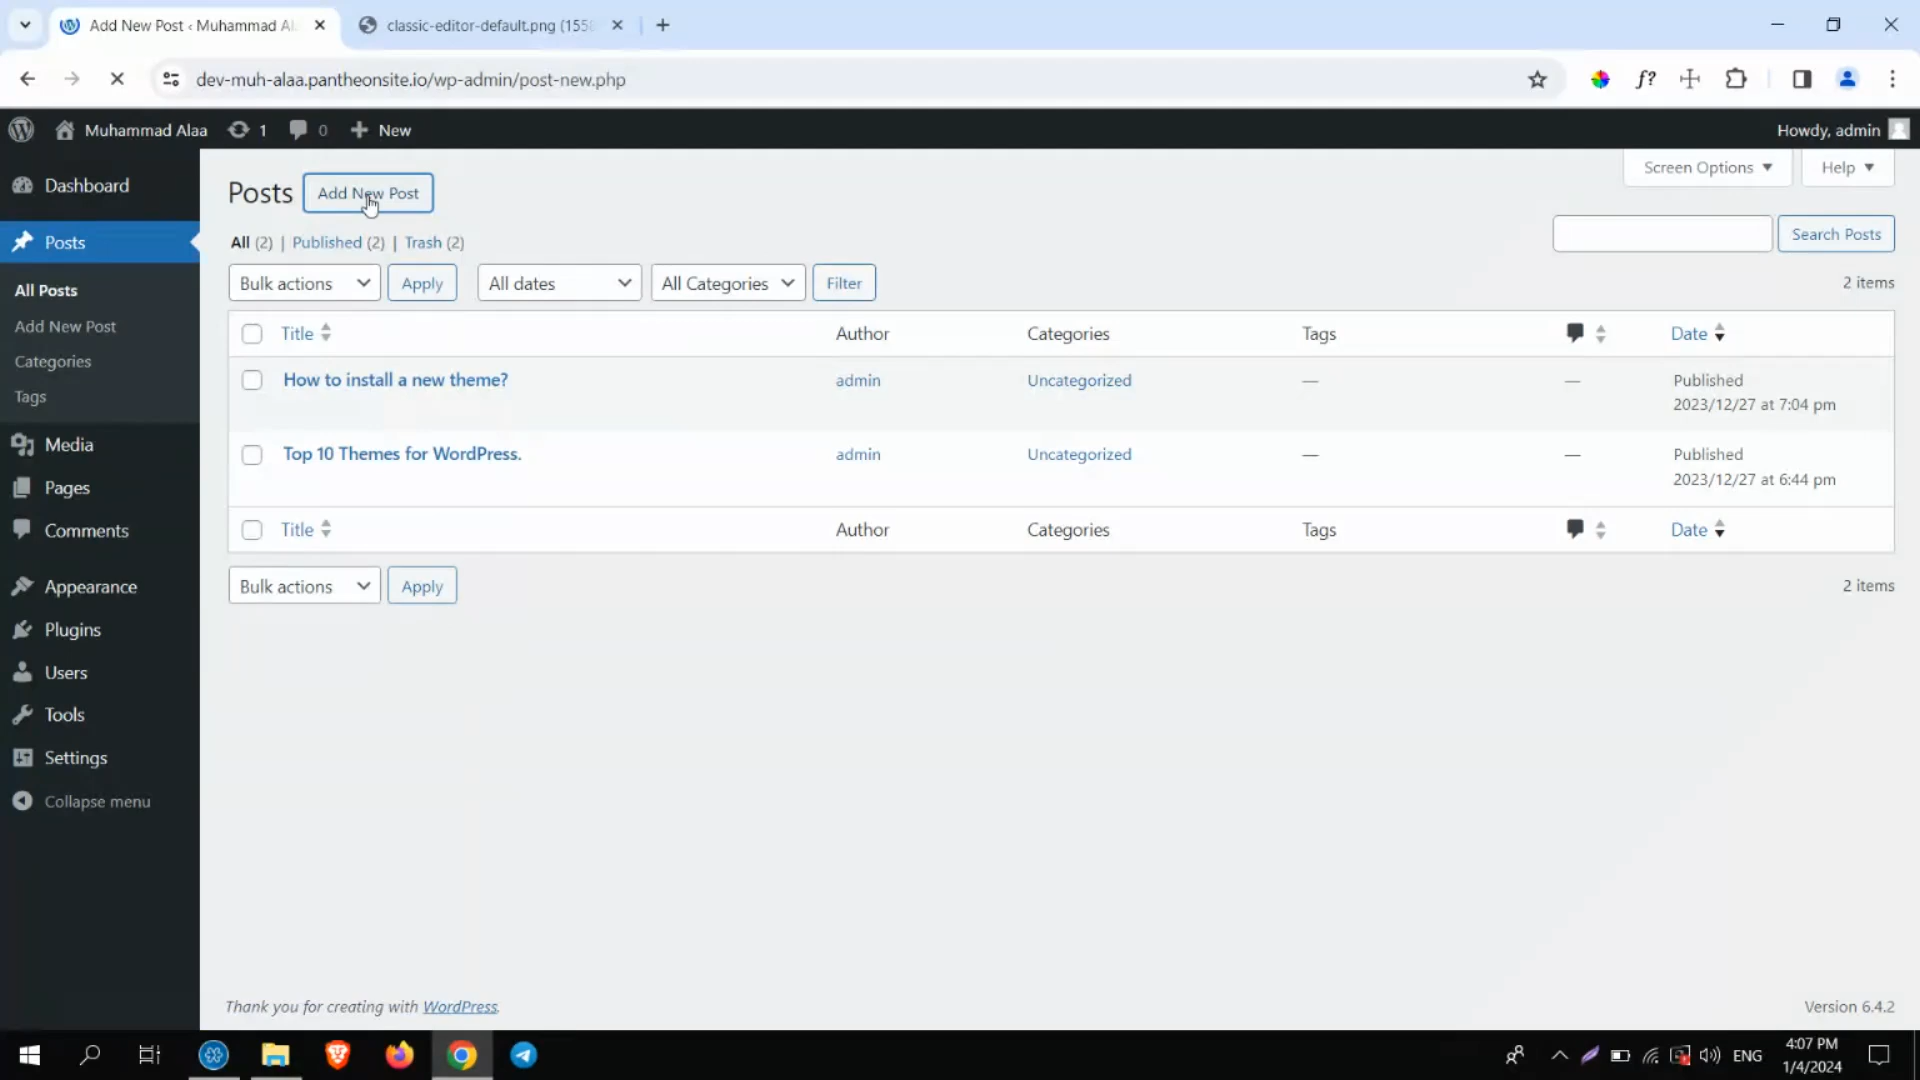 Add New Post ‹ Muhammad Al
classic-editor-default.png (155
dev-muh-alaa.pantheonsite.io/wp-admin/post-new.php
f?
Muhammad Alaa 1 0 New
Howdy, admin
Dashboard
Posts
All Posts
Add New Post
Categories
Tags
Media
Pages
Comments
Appearance
Plugins
Users
Tools
Settings
Collapse menu
Posts Add New Post
Screen Options Help
All (2) | Published (2) | Trash (2)
Search Posts
Bulk actions Apply All dates All Categories Filter 2 items
Title Author Categories Tags Date
How to install a new theme? admin Uncategorized — — Published
2023/12/27 at 7:04 pm
Top 10 Themes for WordPress. admin Uncategorized — — Published
2023/12/27 at 6:44 pm
Title Author Categories Tags Date
Bulk actions Apply 2 items
Thank you for creating with WordPress.
Version 6.4.2
ENG
4:07 PM
1/4/2024